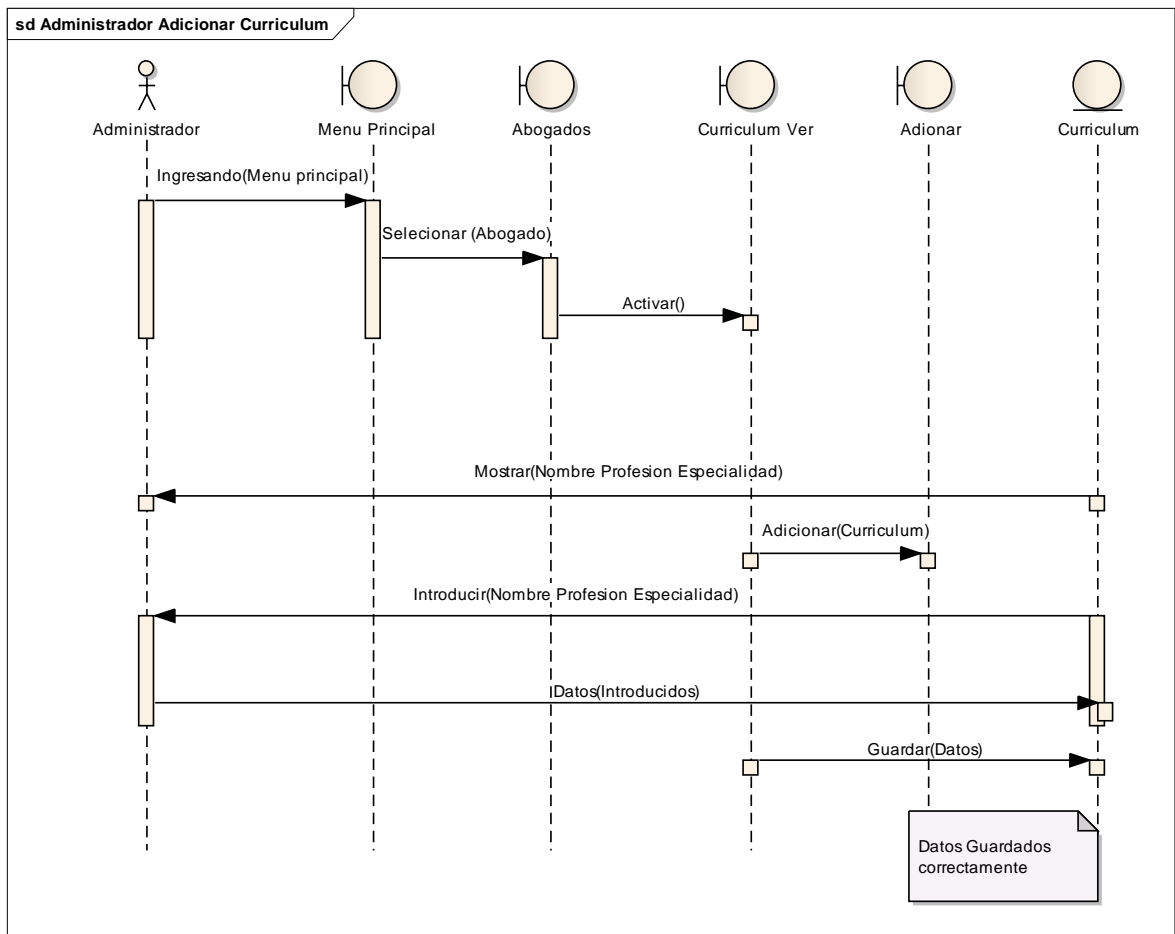 sd Administrador Adicionar Curriculum
Administrador
Menu Principal
Abogados
Curriculum Ver
Adionar
Curriculum
Ingresando(Menu principal)
Selecionar (Abogado)
Activar()
Mostrar(Nombre Profesion Especialidad)
Adicionar(Curriculum)
Introducir(Nombre Profesion Especialidad)
Datos(Introducidos)
Guardar(Datos)
Datos Guardados
correctamente